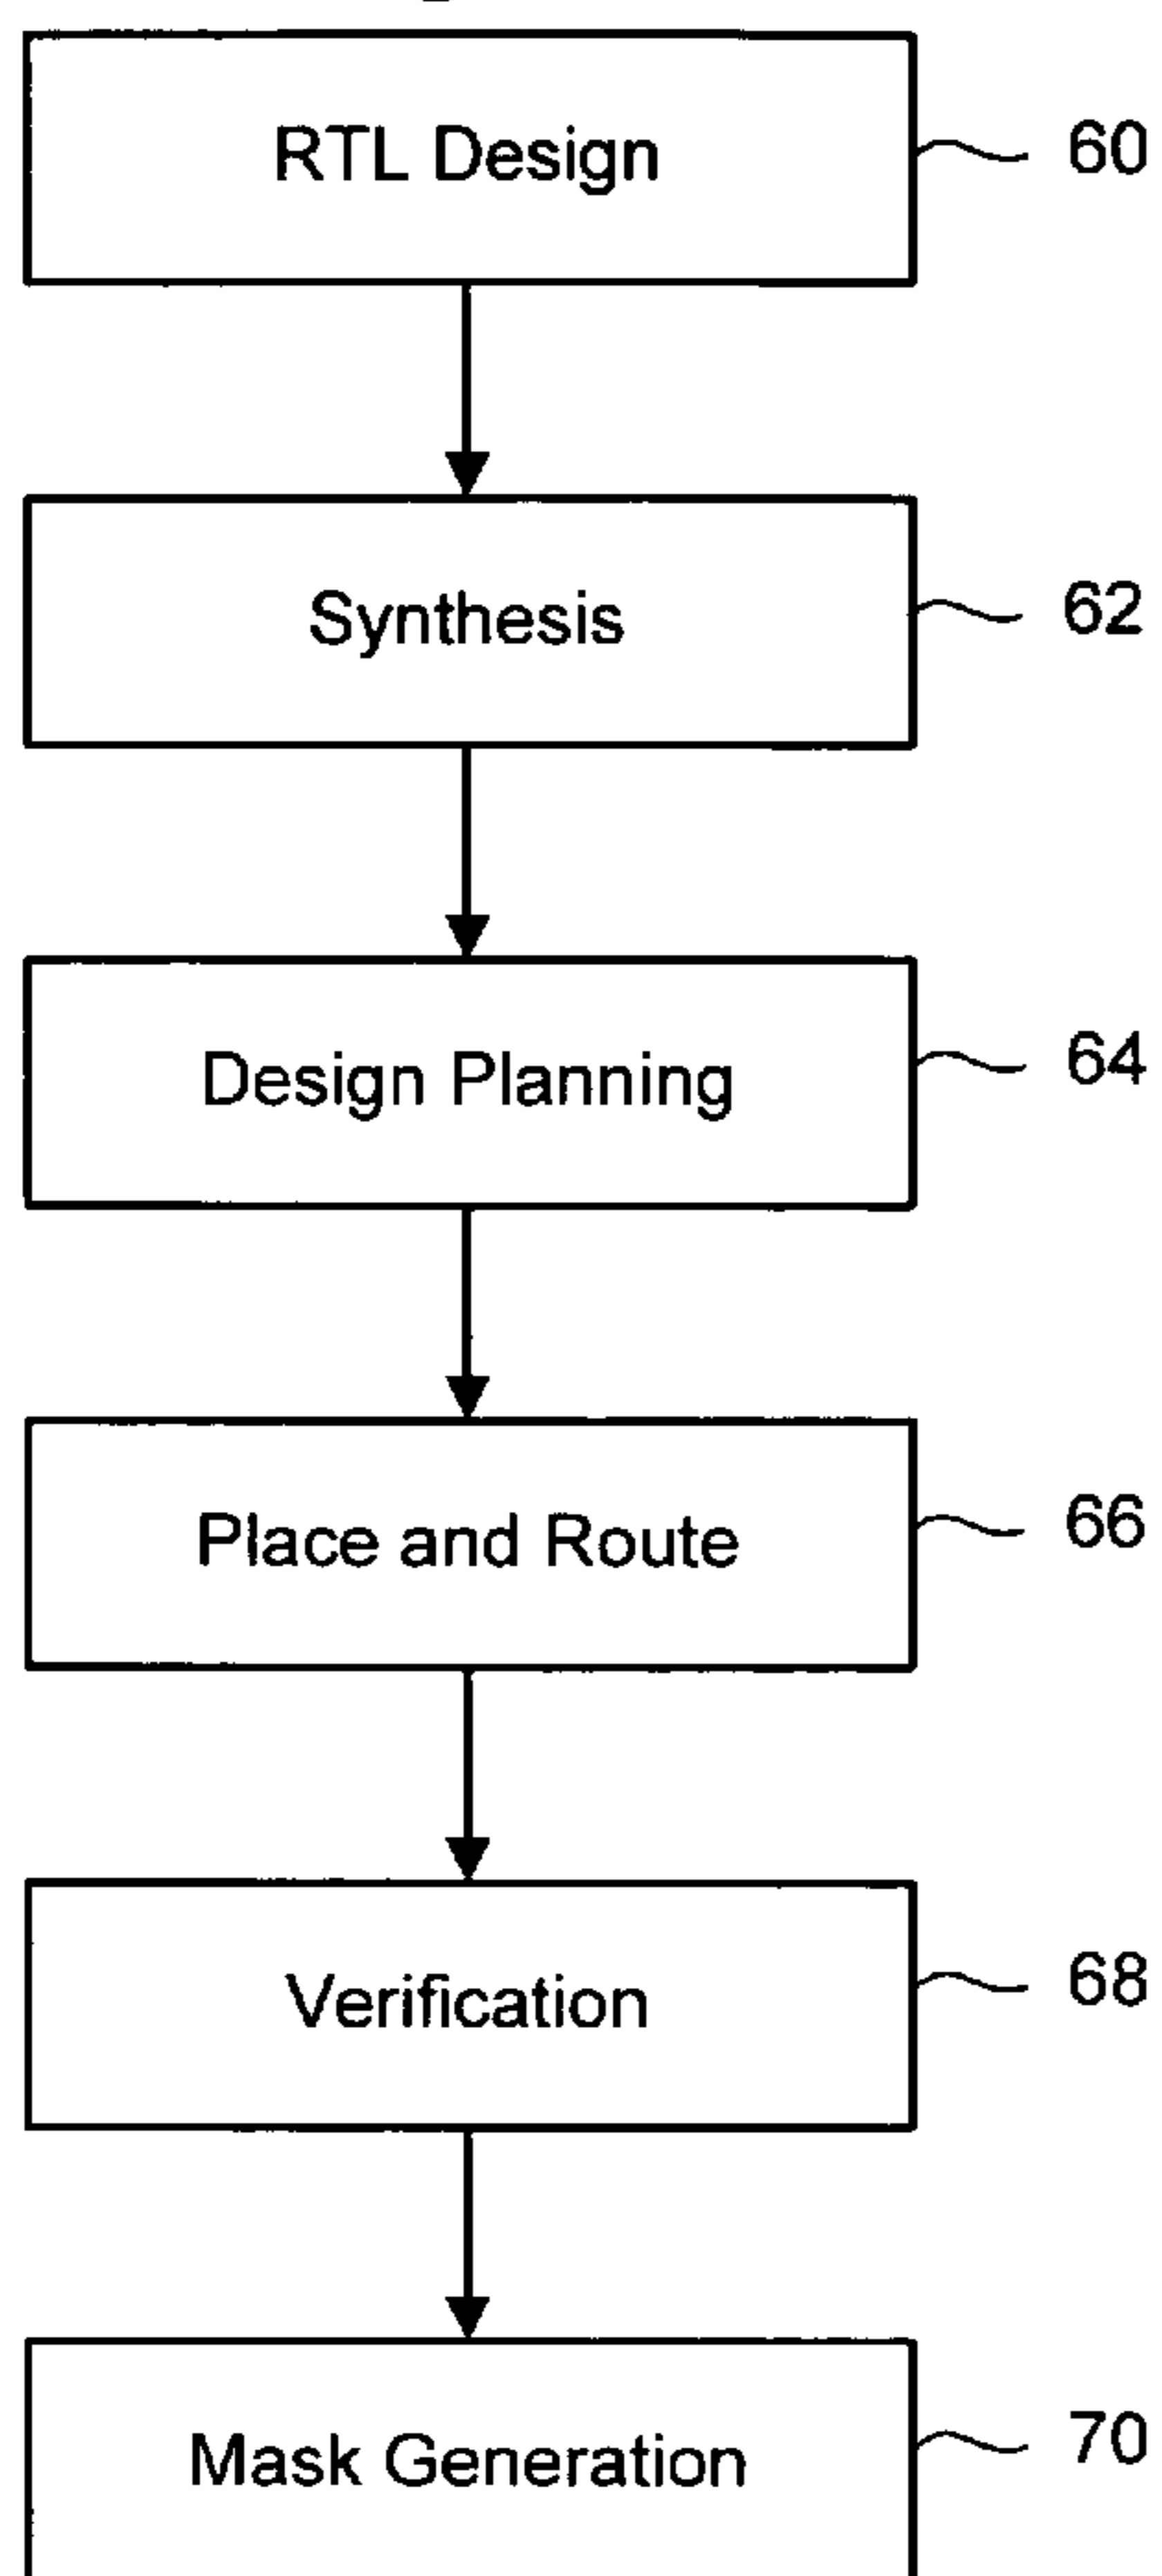 RTL Design 60
Synthesis 62
Design Planning 64
Place and Route 66
Verification 68
Mask Generation 70